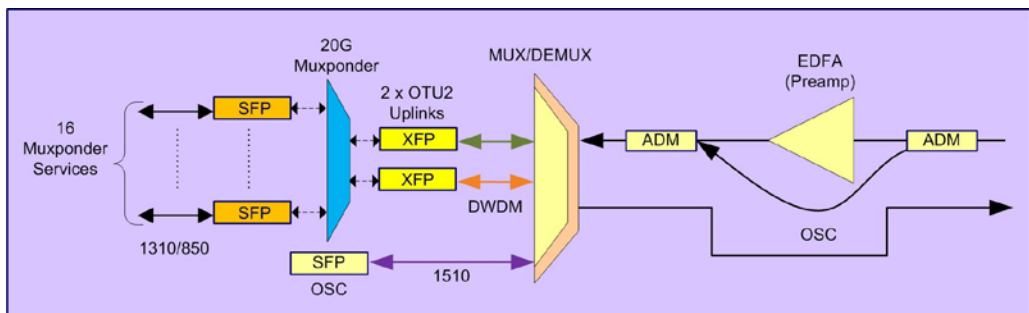 20G
Muxponder
MUX/DEMUX
EDFA
(Preamp)
2 x OTU2
Uplinks
16
Muxponder
Services
SFP
XFP
ADM
ADM
XFP
SFP
DWDM
OSC
1310/850
SFP
1510
OSC